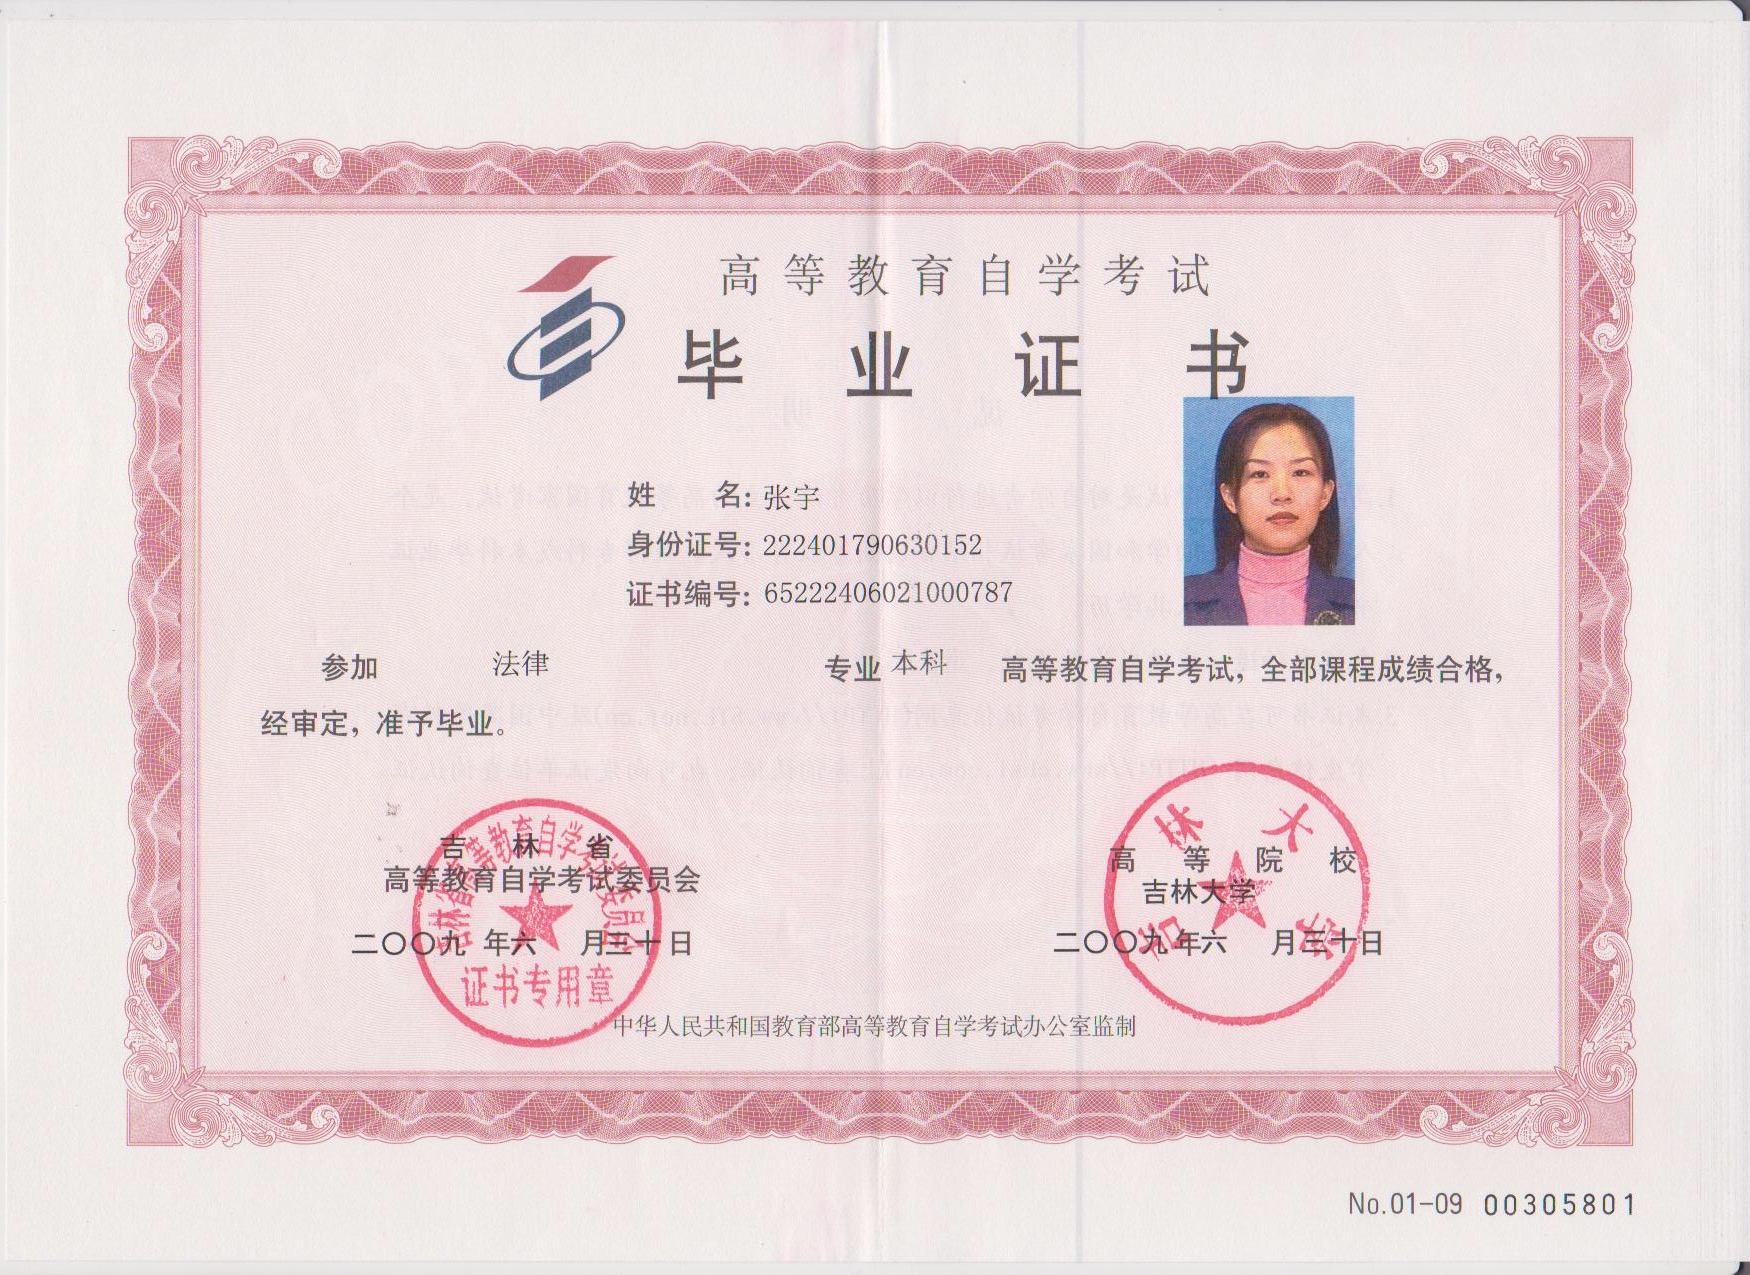 高等教育自学考试
毕业证书
姓 名: 张宇
身份证号: 222401790630152
证书编号: 65222406021000787
参加 法律 专业 本科 高等教育自学考试, 全部课程成绩合格,
经审定, 准予毕业。
吉林省
高等教育自学考试委员会
二〇〇九 年六 月三十日
吉林省高等教育自学考试委员会
证书专用章
高等院校
吉林大学
二〇〇九 年六 月三十日
吉林大学
中华人民共和国教育部高等教育自学考试办公室监制
No.01-09 00305801